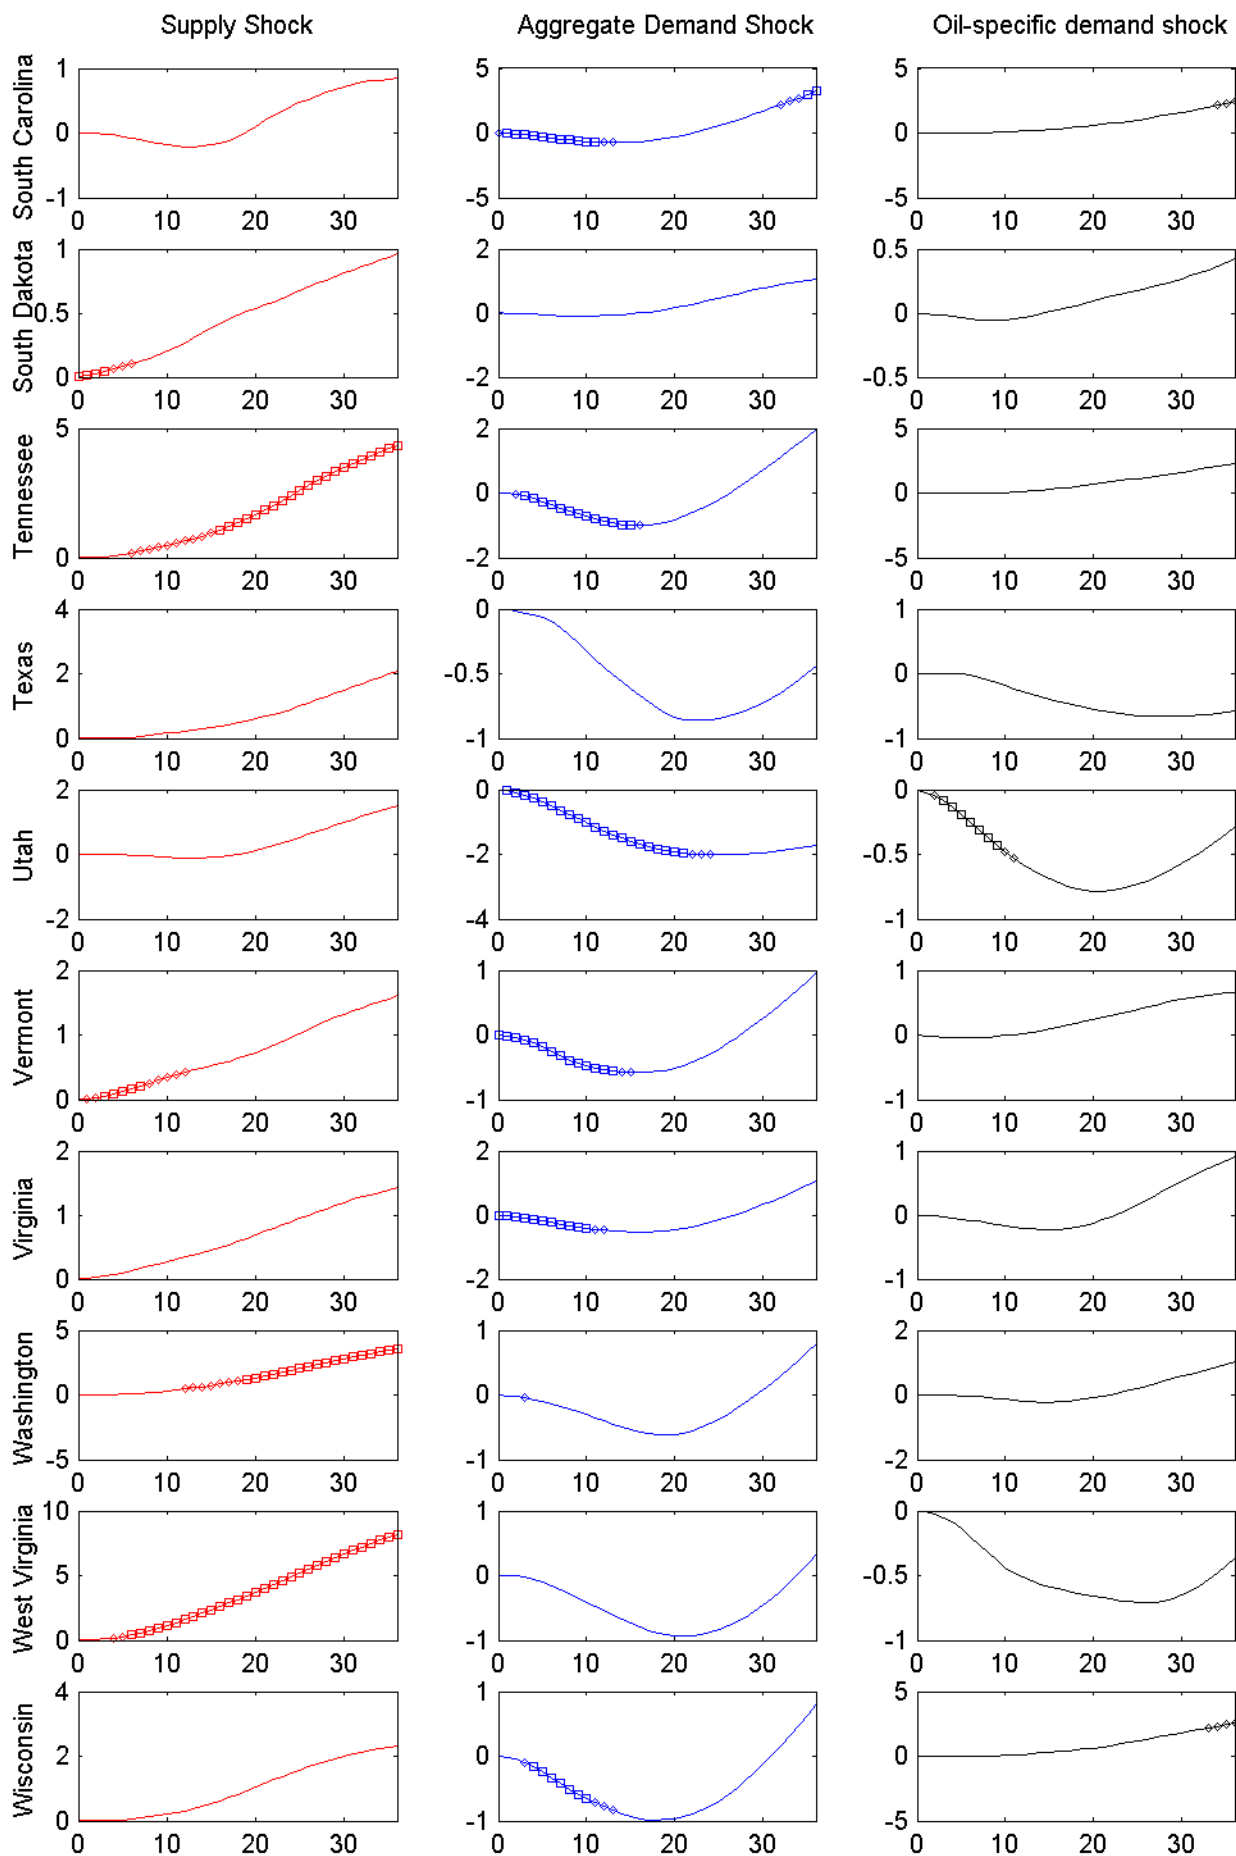 Supply Shock Aggregate Demand Shock Oil-specific demand shock
South Carolina
1 5 5
0 0 0
-1 -5 -5
0 10 20 30 0 10 20 30 0 10 20 30
South Dakota
1 2 0.5
0.5 0 0
0 -2 -0.5
0 10 20 30 0 10 20 30 0 10 20 30
Tennessee
5 2 5
0 0
0 -2 -5
0 10 20 30 0 10 20 30 0 10 20 30
Texas
4 0 1
2 -0.5 0
0 -1 -1
0 10 20 30 0 10 20 30 0 10 20 30
Utah
2 0 0
0 -2 -0.5
-2 -4 -1
0 10 20 30 0 10 20 30 0 10 20 30
Vermont
2 1 1
1 0 0
0 -1 -1
0 10 20 30 0 10 20 30 0 10 20 30
Virginia
2 2 1
1 0 0
0 -2 -1
0 10 20 30 0 10 20 30 0 10 20 30
Washington
5 1 2
0 0 0
-5 -1 -2
0 10 20 30 0 10 20 30 0 10 20 30
West Virginia
10 1 0
5 0 -0.5
0 -1 -1
0 10 20 30 0 10 20 30 0 10 20 30
Wisconsin
4 1 5
2 0 0
0 -1 -5
0 10 20 30 0 10 20 30 0 10 20 30